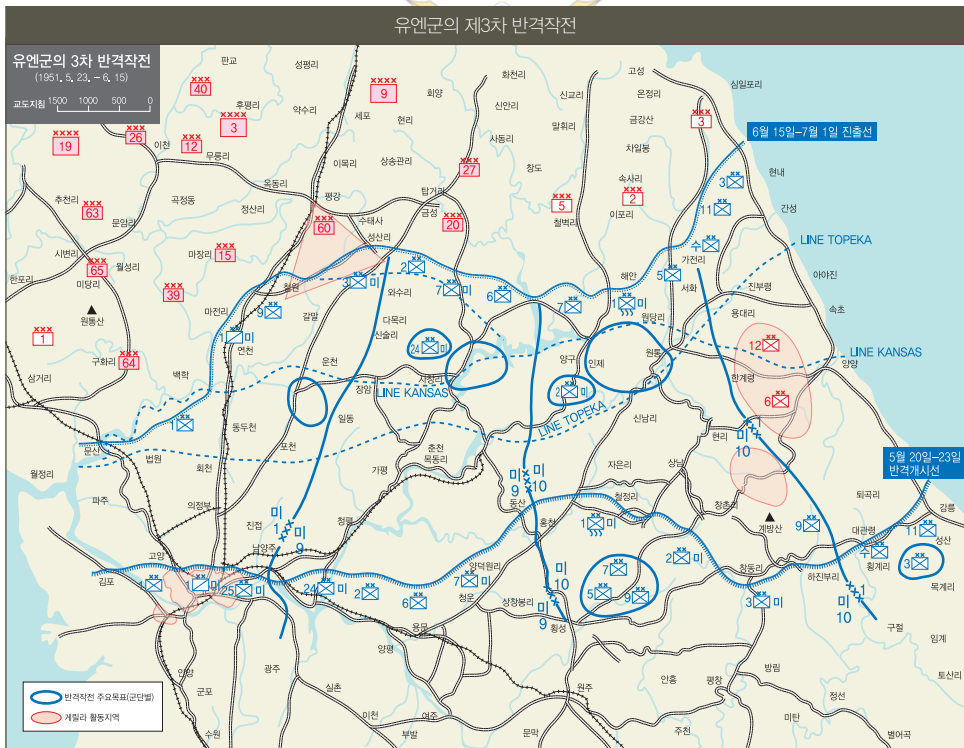 유엔군의 제3차 반격작전
유엔군의 3차 반격작전
(1951. 5. 23. – 6. 15)
교도지침 1500 1000 500 0
판교
성평리
화천리
고성
심일포리
40
9
회양
온정리
약수리
세포
신안리
신교리
후평리
3
현리
말휘리
금강산
3
6월 15일–7월 1일 진출선
19
26
이천
12
무릉리
사동리
차일봉
이목리
상송관리
27
창도
현내
3
옥동리
평강
탑거리
속사리
2
추천리
곡정동
63
정산리
수태사
금성
5
이포리
11
간성
문암리
60
20
철벽리
성산리
수
LINE TOPEKA
시변리
월성리
마장리
15
가전리
한포리
65
2
해안
5
서화
진부령
아야진
미당리
39
철원
3 미
와수리
7 미
6
7
1 미
원당리
용대리
원통산
마전리
9
갈말
다목리
속초
1 미
신술리
24 미
12
1
연천
양구
인제
원통
LINE KANSAS
구화리
64
운천
사창리
한계령
양양
상거리
백학
장암
LINE KANSAS
2 미
6
1
동두천
일동
LINE TOPEKA
신남리
문산
포천
현리
1
미
10
법원
춘천
5월 20일–23일
반격개시선
월정리
회천
가평
목동리
미
9
미
10
자은리
상남
파주
의정부
동산
철정리
창촌리
퇴곡리
진접
미
1
미
9
청평
홍천
1
계방산
9
대관령
강릉
11
성산
고양
남양주
양덕원리
2 미
수
횡계리
3
김포
1 미
25 미
24 미
2
7 미
7
창동리
하진부리
목계리
6
청운
상창봉리
미
10
미
9
5
9
3 미
1
미
10
용문
횡성
구절
양평
임계
안양
광주
방림
군포
실촌
원주
안흥
평창
토산리
반격작전 주요목표(군단별)
정선
게릴라 활동지역
이천
여주
미탄
수원
부발
문막
주천
별어곡